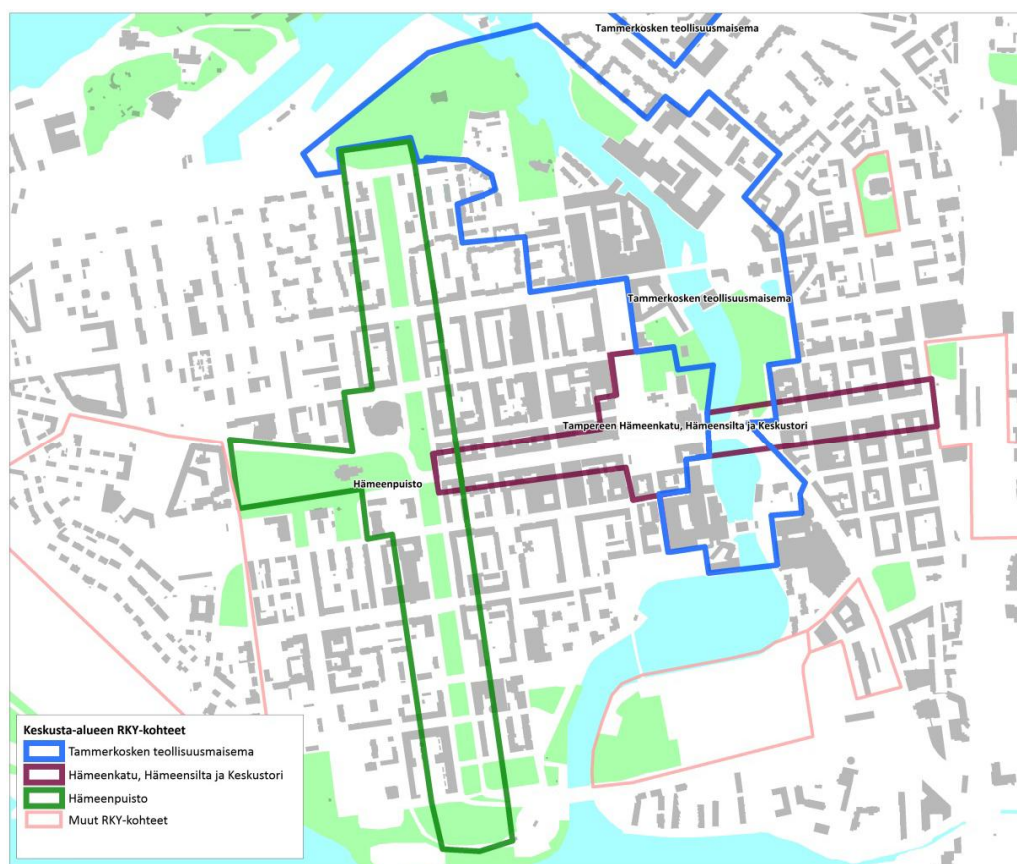 Tammerkosken teollisuusmaisema
Tammerkosken teollisuusmaisema
Tampereen Hämeenkatu, Hämeensilta ja Keskustori
Hämeenpuisto
Keskusta-alueen RKY-kohteet
Tammerkosken teollisuusmaisema
Hämeenkatu, Hämeensilta ja Keskustori
Hämeenpuisto
Muut RKY-kohteet